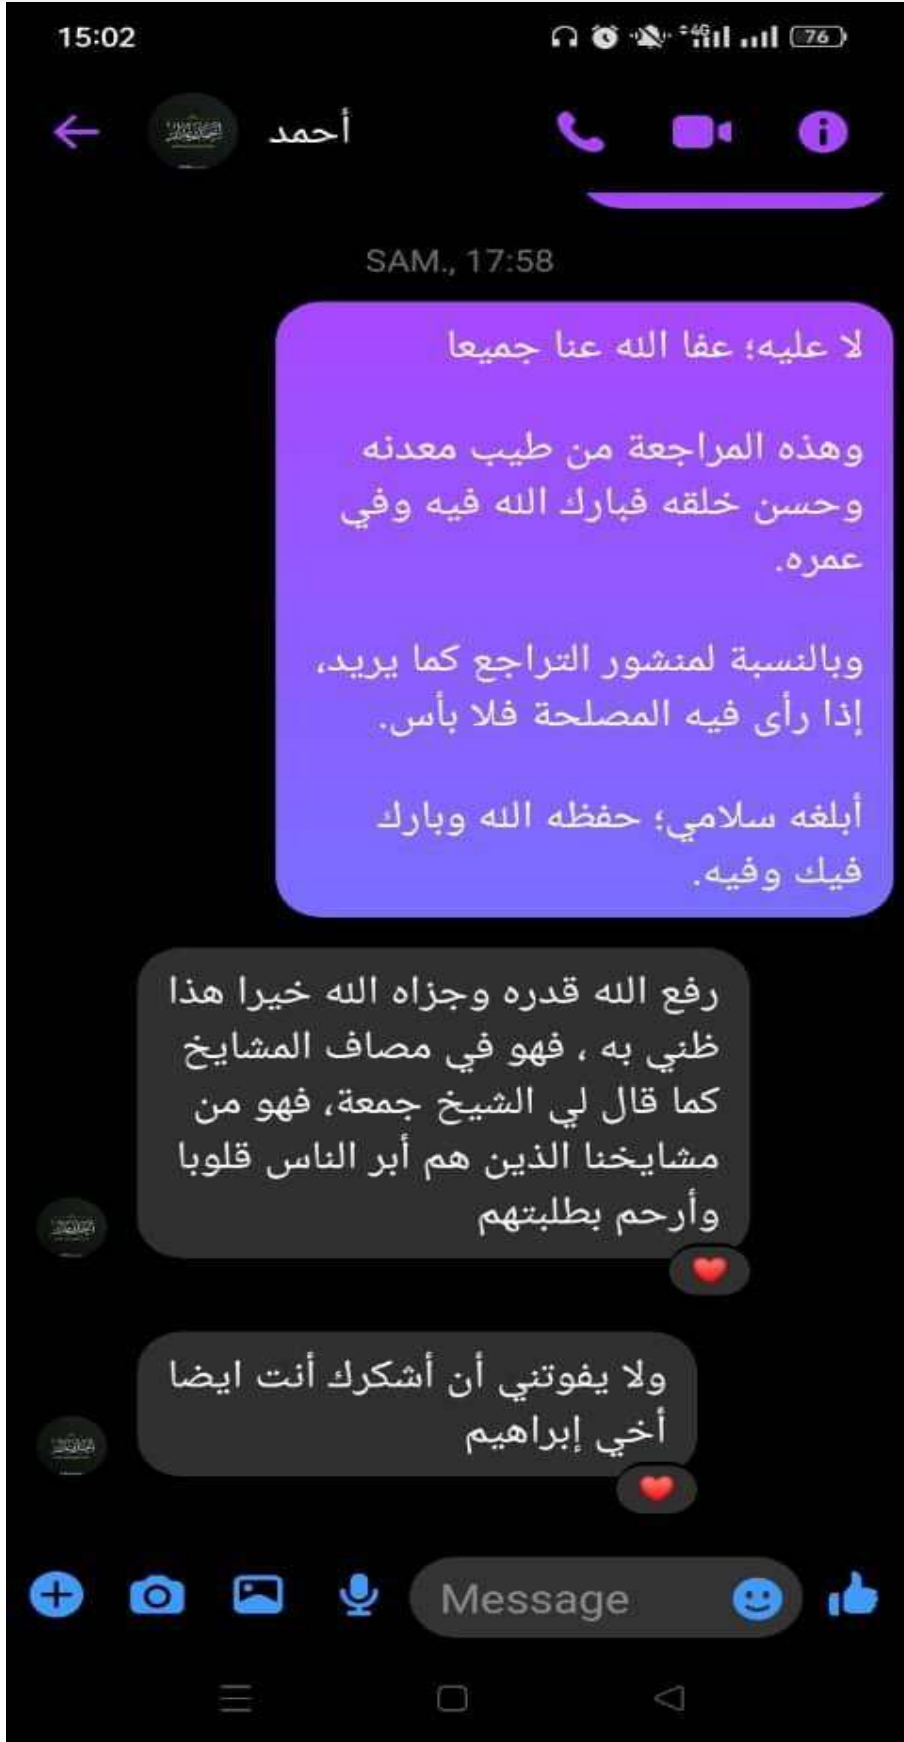 15:02
4G
76
أحمد
SAM., 17:58
لا عليه؛ عفا الله عنا جميعا
وهذه المراجعة من طيب معدنه
وحسن خلقه فبارك الله فيه وفي
عمره.
وبالنسبة لمنشور التراجع كما يريد،
إذا رأى فيه المصلحة فلا بأس.
أبلغه سلامي؛ حفظه الله وبارك
فيك وفيه.
رفع الله قدره وجزاه الله خيرا هذا
ظني به ، فهو في مصاف المشايخ
كما قال لي الشيخ جمعة، فهو من
مشايخنا الذين هم أبر الناس قلوبا
وأرحم بطلبتهم
ولا يفوتني أن أشكرك أنت ايضا
أخي إبراهيم
Message